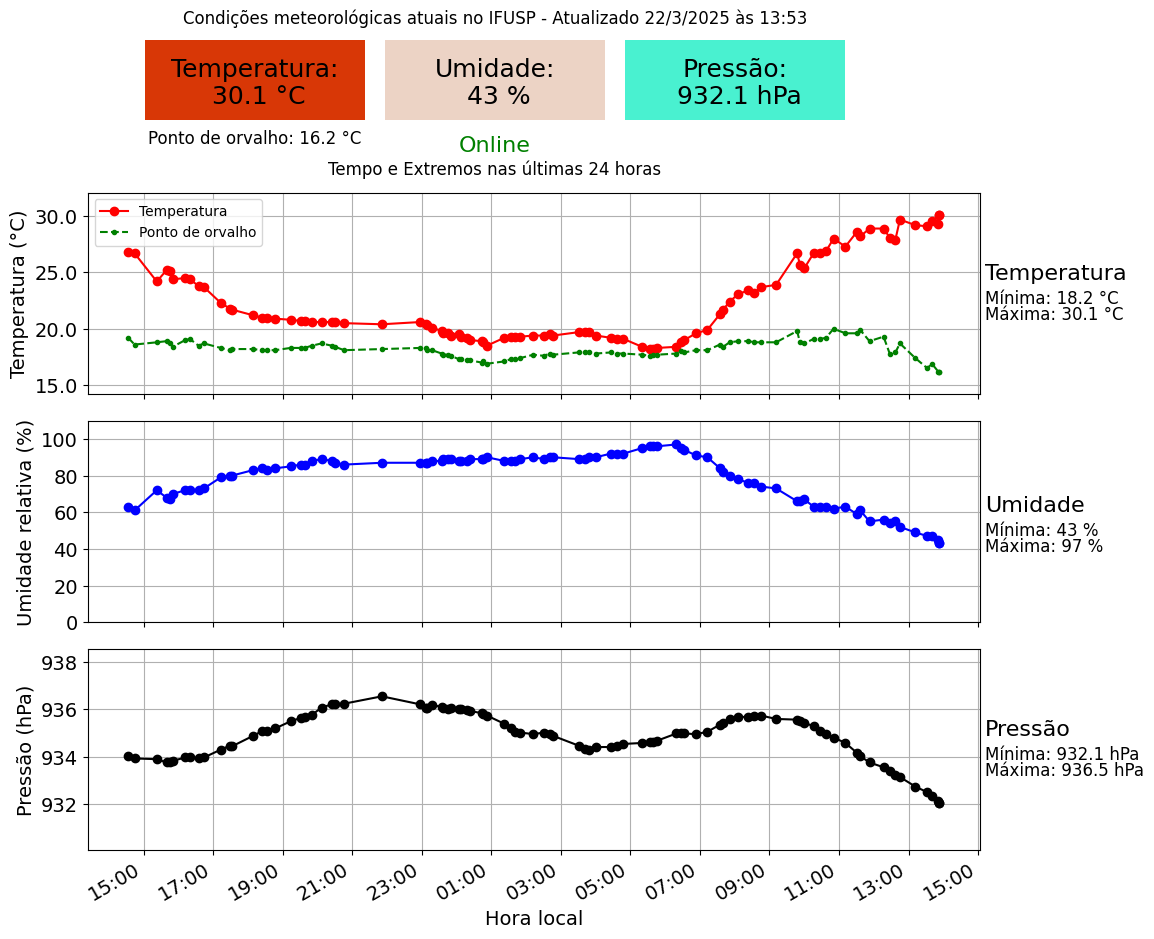 Condições meteorológicas atuais no IFUSP - Atualizado 22/3/2025 às 13:53
Temperatura:
30.1 °C
Umidade:
43 %
Pressão:
932.1 hPa
Ponto de orvalho: 16.2 °C
Online
Tempo e Extremos nas últimas 24 horas
Temperatura (°C)
30.0
25.0
20.0
15.0
Temperatura
Ponto de orvalho
Temperatura
Mínima: 18.2 °C
Máxima: 30.1 °C
Umidade relativa (%)
100
80
60
40
20
0
Umidade
Mínima: 43 %
Máxima: 97 %
Pressão (hPa)
938
936
934
932
Pressão
Mínima: 932.1 hPa
Máxima: 936.5 hPa
15:00 17:00 19:00 21:00 23:00 01:00 03:00 05:00 07:00 09:00 11:00 13:00 15:00
Hora local